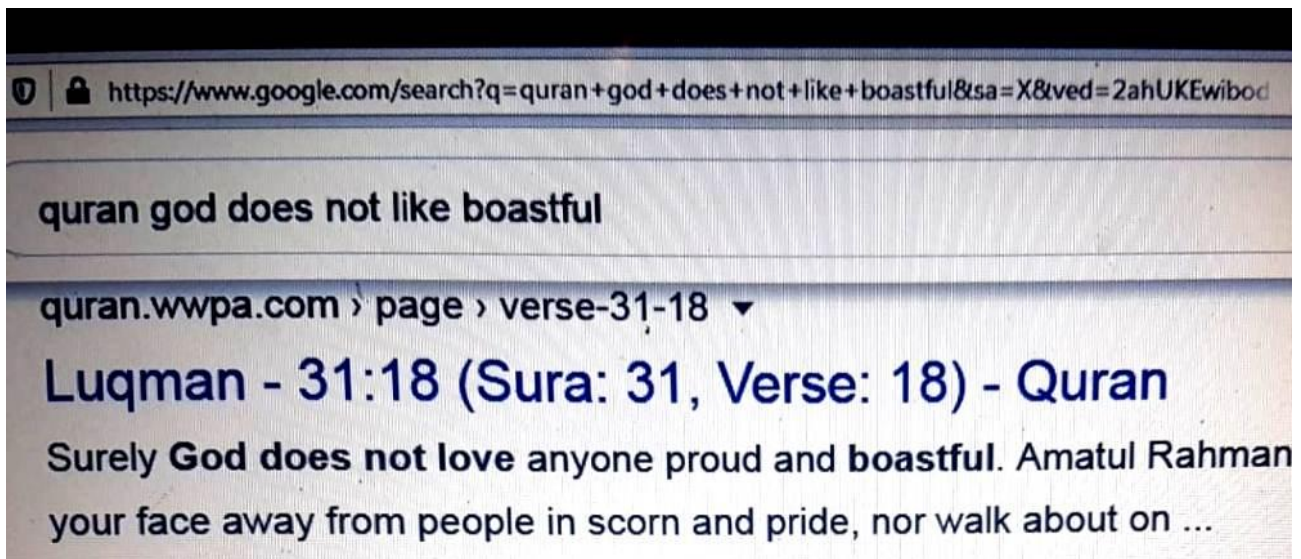 https://www.google.com/search?q=quran+god+does+not+like+boastful&sa=X&ved=2ahUKEwibod
quran god does not like boastful
quran.wwpa.com › page › verse-31-18
Luqman - 31:18 (Sura: 31, Verse: 18) - Quran
Surely God does not love anyone proud and boastful. Amatul Rahman
your face away from people in scorn and pride, nor walk about on ...